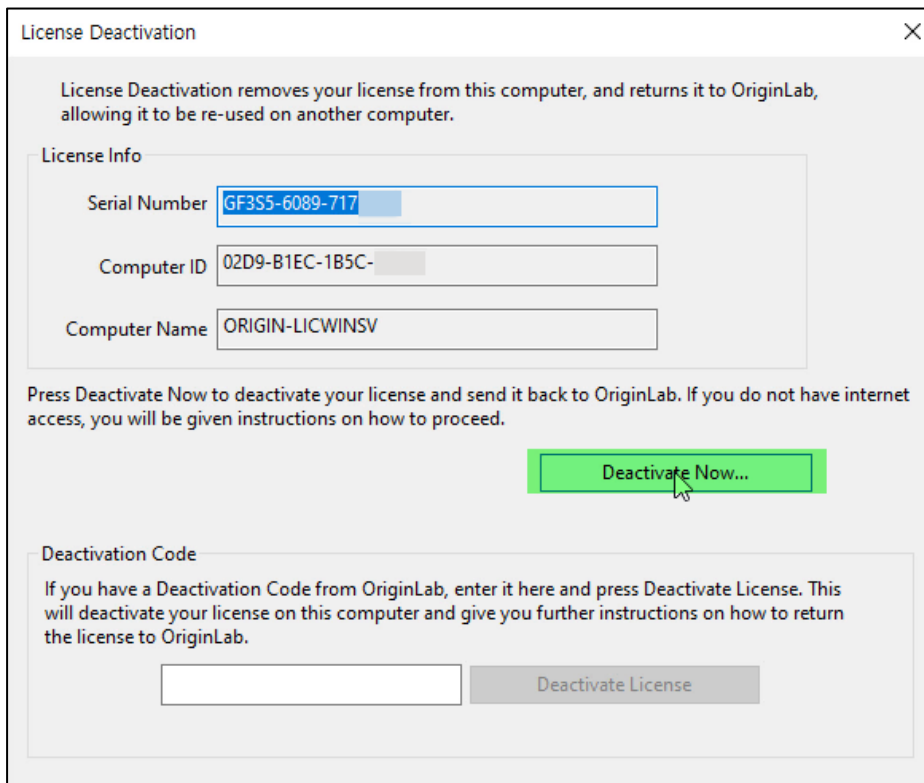 License Deactivation
License Deactivation removes your license from this computer, and returns it to OriginLab,
allowing it to be re-used on another computer.
License Info
Serial Number GF3S5-6089-717
Computer ID 02D9-B1EC-1B5C-
Computer Name ORIGIN-LICWINSV
Press Deactivate Now to deactivate your license and send it back to OriginLab. If you do not have internet
access, you will be given instructions on how to proceed.
Deactivate Now...
Deactivation Code
If you have a Deactivation Code from OriginLab, enter it here and press Deactivate License. This
will deactivate your license on this computer and give you further instructions on how to return
the license to OriginLab.
Deactivate License